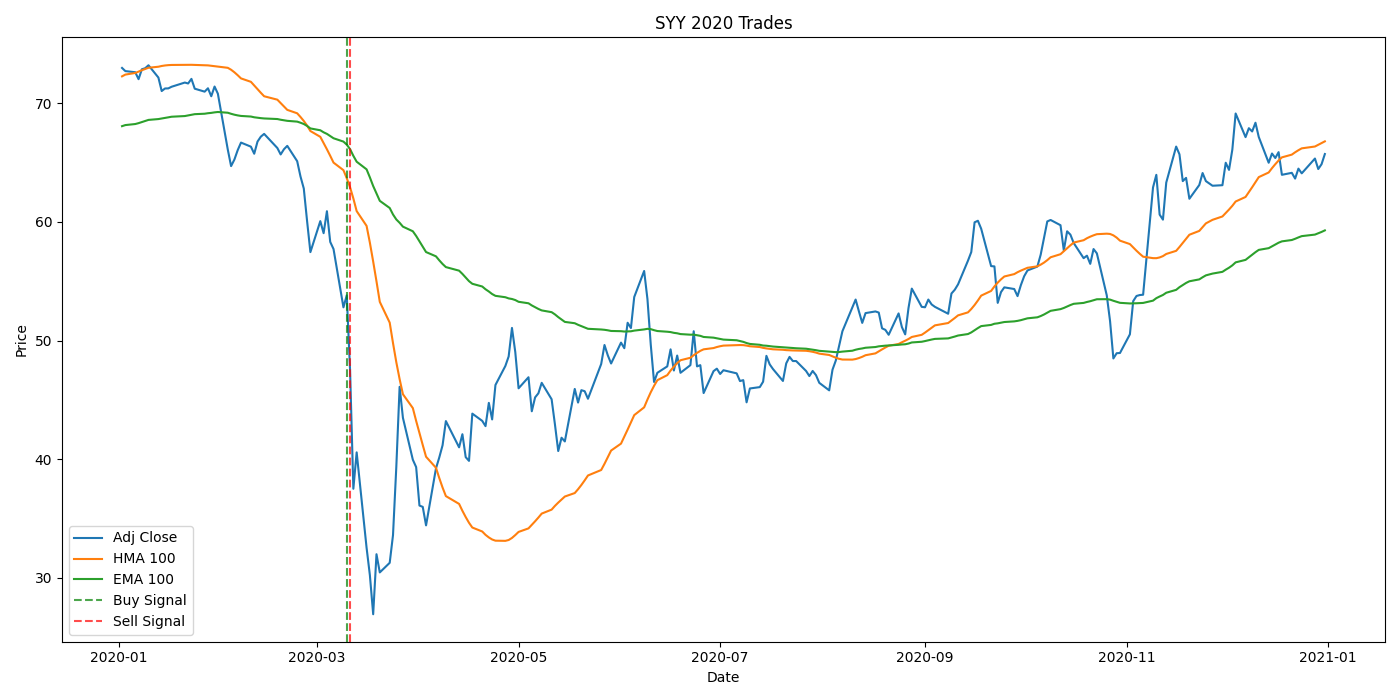 SYY 2020 Trades
Price
70
60
50
40
30
Adj Close
HMA 100
EMA 100
Buy Signal
Sell Signal
2020-01
2020-03
2020-05
2020-07
2020-09
2020-11
2021-01
Date